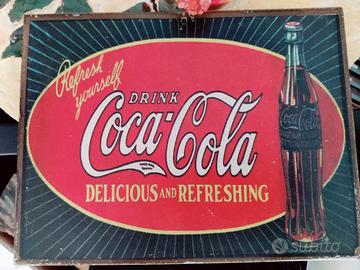 Refresh
yourself
DRINK
Coca-Cola
DELICIOUS AND REFRESHING
Coca-Cola
subito